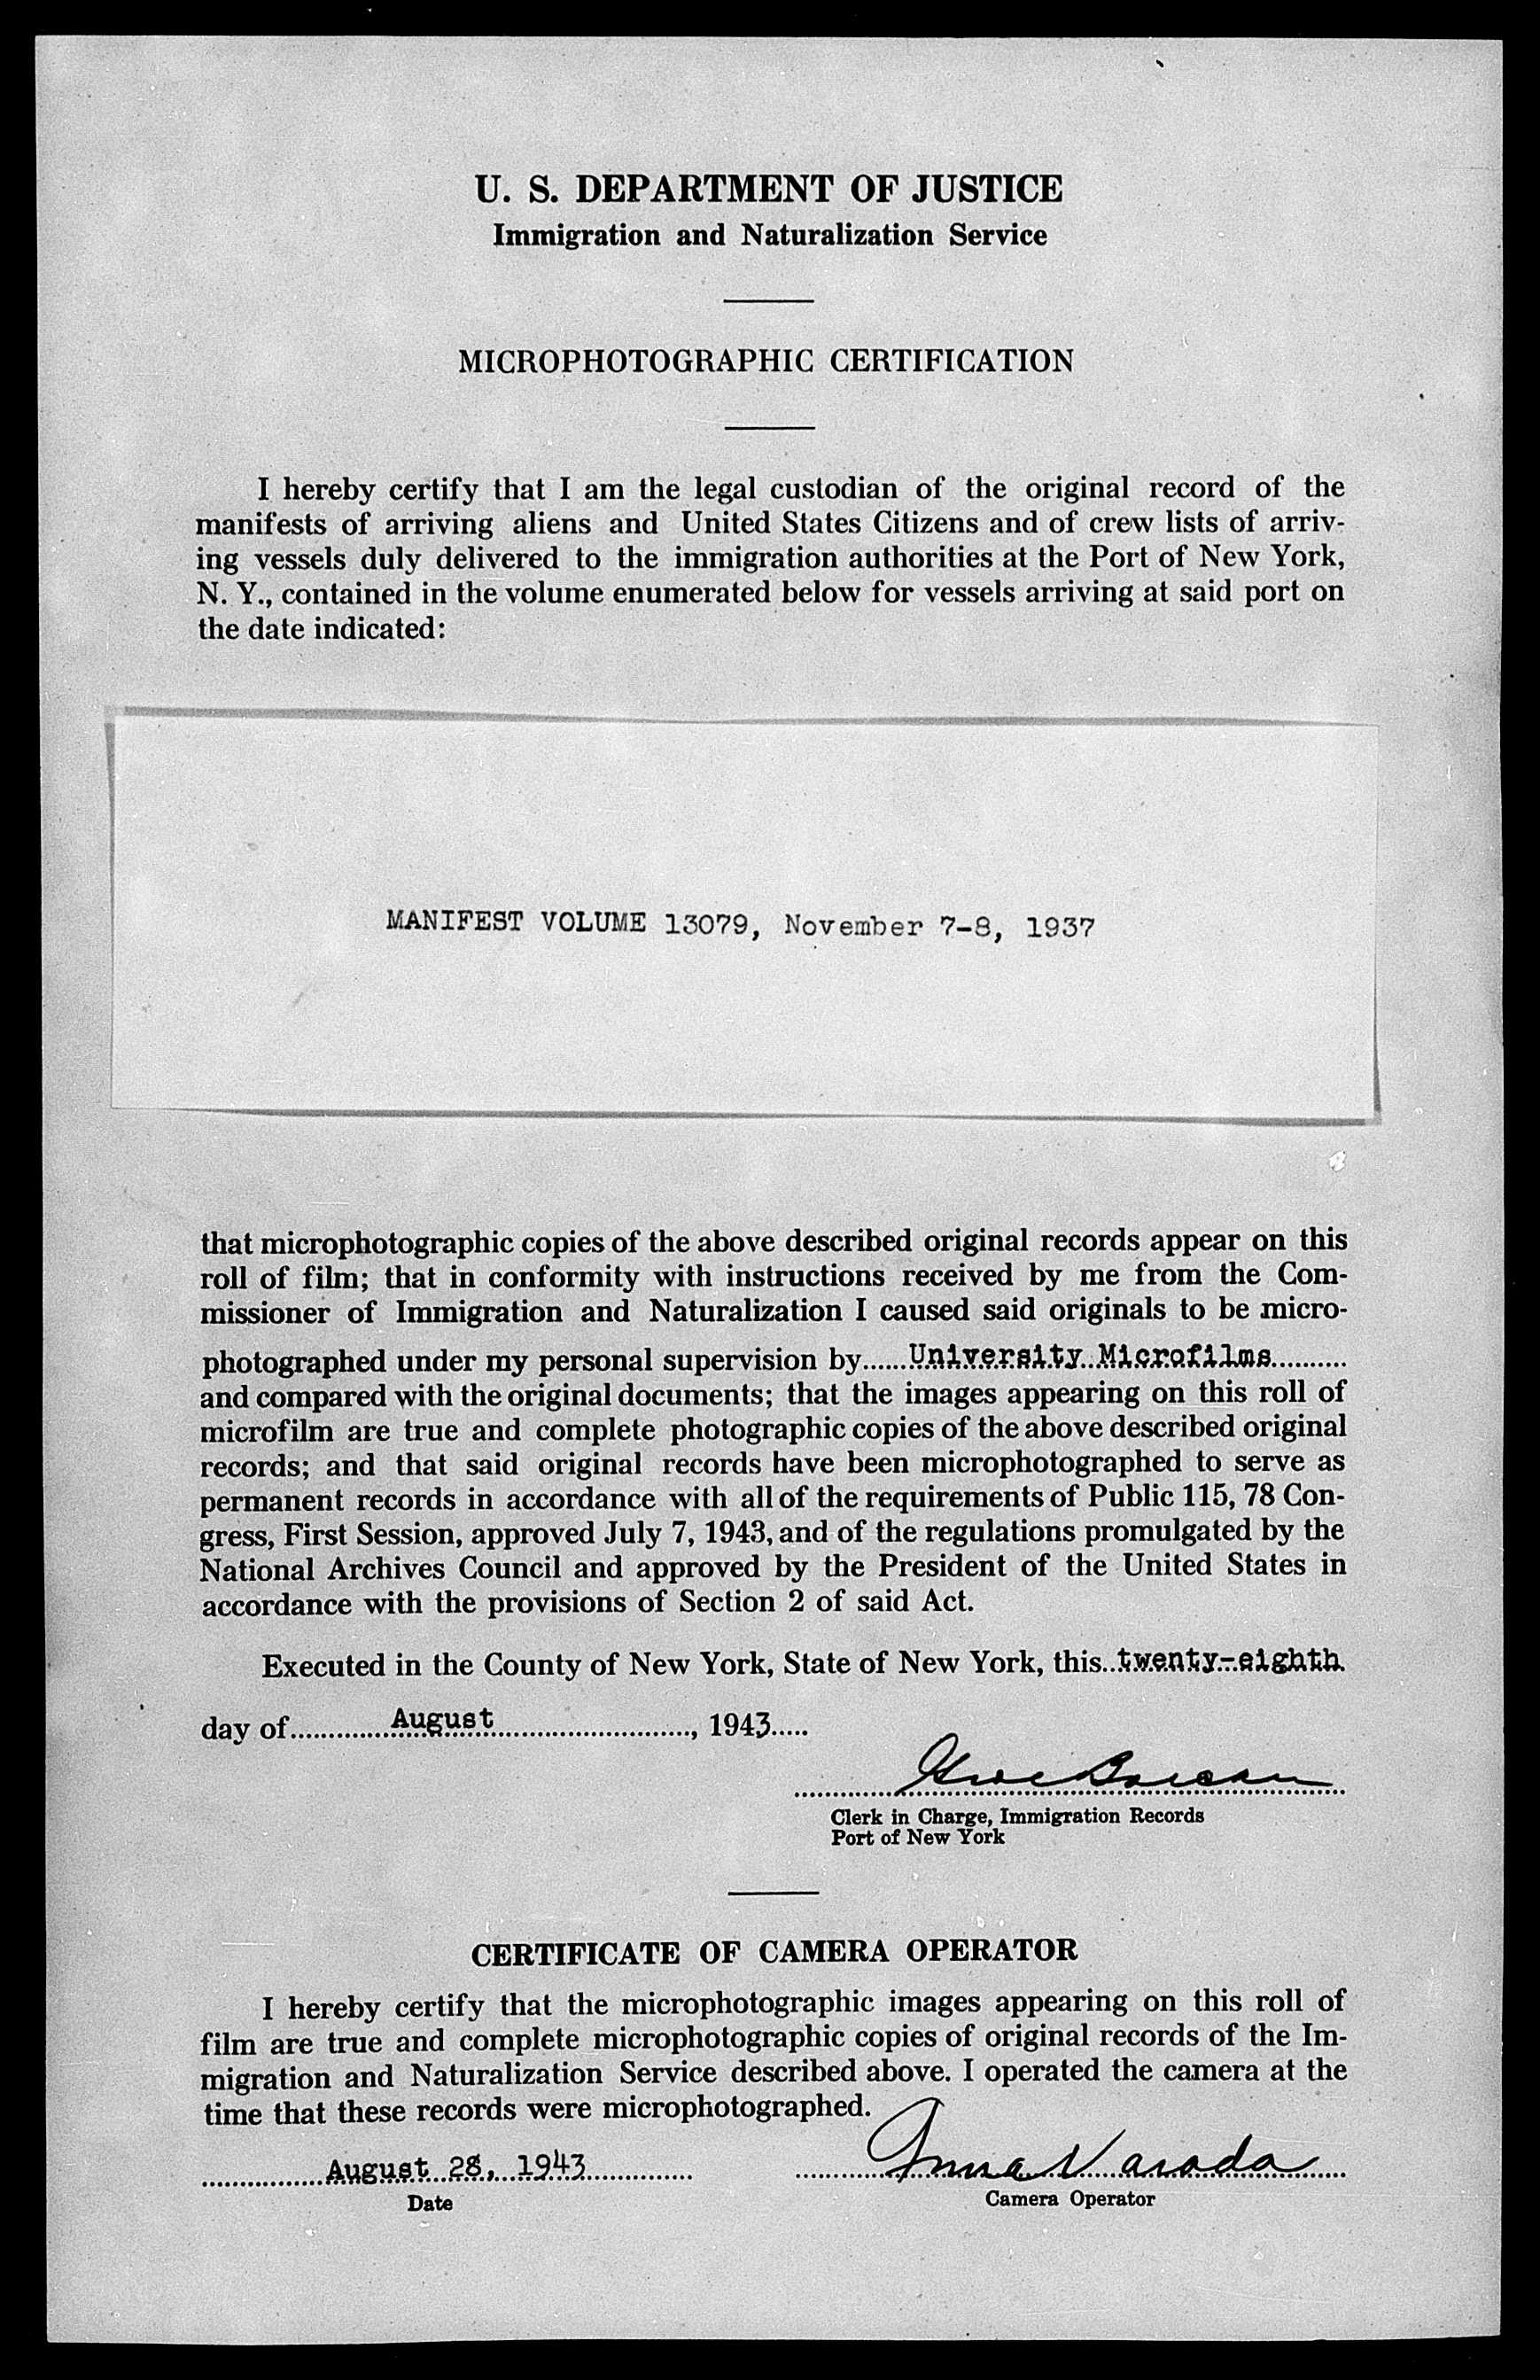 U. S. DEPARTMENT OF JUSTICE
Immigration and Naturalization Service
MICROPHOTOGRAPHIC CERTIFICATION
I hereby certify that I am the legal custodian of the original record of the
manifests of arriving aliens and United States Citizens and of crew lists of arriv-
ing vessels duly delivered to the immigration authorities at the Port of New York,
N. Y., contained in the volume enumerated below for vessels arriving at said port on
the date indicated:
MANIFEST VOLUME 13079, November 7-8, 1937
that microphotographic copies of the above described original records appear on this
roll of film; that in conformity with instructions received by me from the Com-
missioner of Immigration and Naturalization I caused said originals to be micro-
photographed under my personal supervision by......University Microfilms..........
and compared with the original documents; that the images appearing on this roll of
microfilm are true and complete photographic copies of the above described original
records; and that said original records have been microphotographed to serve as
permanent records in accordance with all of the requirements of Public 115, 78 Con-
gress, First Session, approved July 7, 1943, and of the regulations promulgated by the
National Archives Council and approved by the President of the United States in
accordance with the provisions of Section 2 of said Act.
Executed in the County of New York, State of New York, this..twenty-eighth
day of.............August.........................., 1943.....
Clerk in Charge, Immigration Records
Port of New York
CERTIFICATE OF CAMERA OPERATOR
I hereby certify that the microphotographic images appearing on this roll of
film are true and complete microphotographic copies of original records of the Im-
migration and Naturalization Service described above. I operated the camera at the
time that these records were microphotographed.
August 28, 1943 Anna Varada
Date Camera Operator